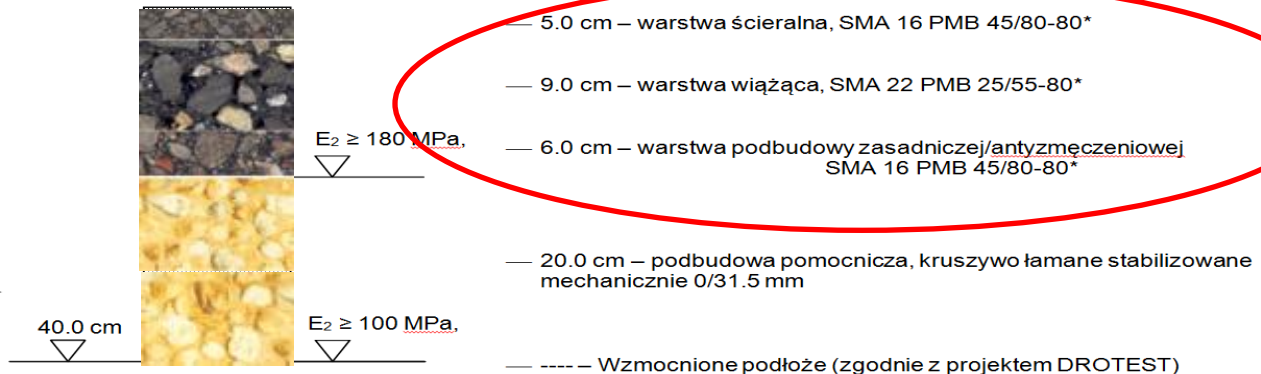 5.0 cm – warstwa ścieralna, SMA 16 PMB 45/80-80*
9.0 cm – warstwa wiążąca, SMA 22 PMB 25/55-80*
E₂ ≥ 180 MPa,
6.0 cm – warstwa podbudowy zasadniczej/antyzmęczeniowej
SMA 16 PMB 45/80-80*
20.0 cm – podbudowa pomocnicza, kruszywo łamane stabilizowane
mechanicznie 0/31.5 mm
40.0 cm
E₂ ≥ 100 MPa,
---- – Wzmocnione podłoże (zgodnie z projektem DROTEST)